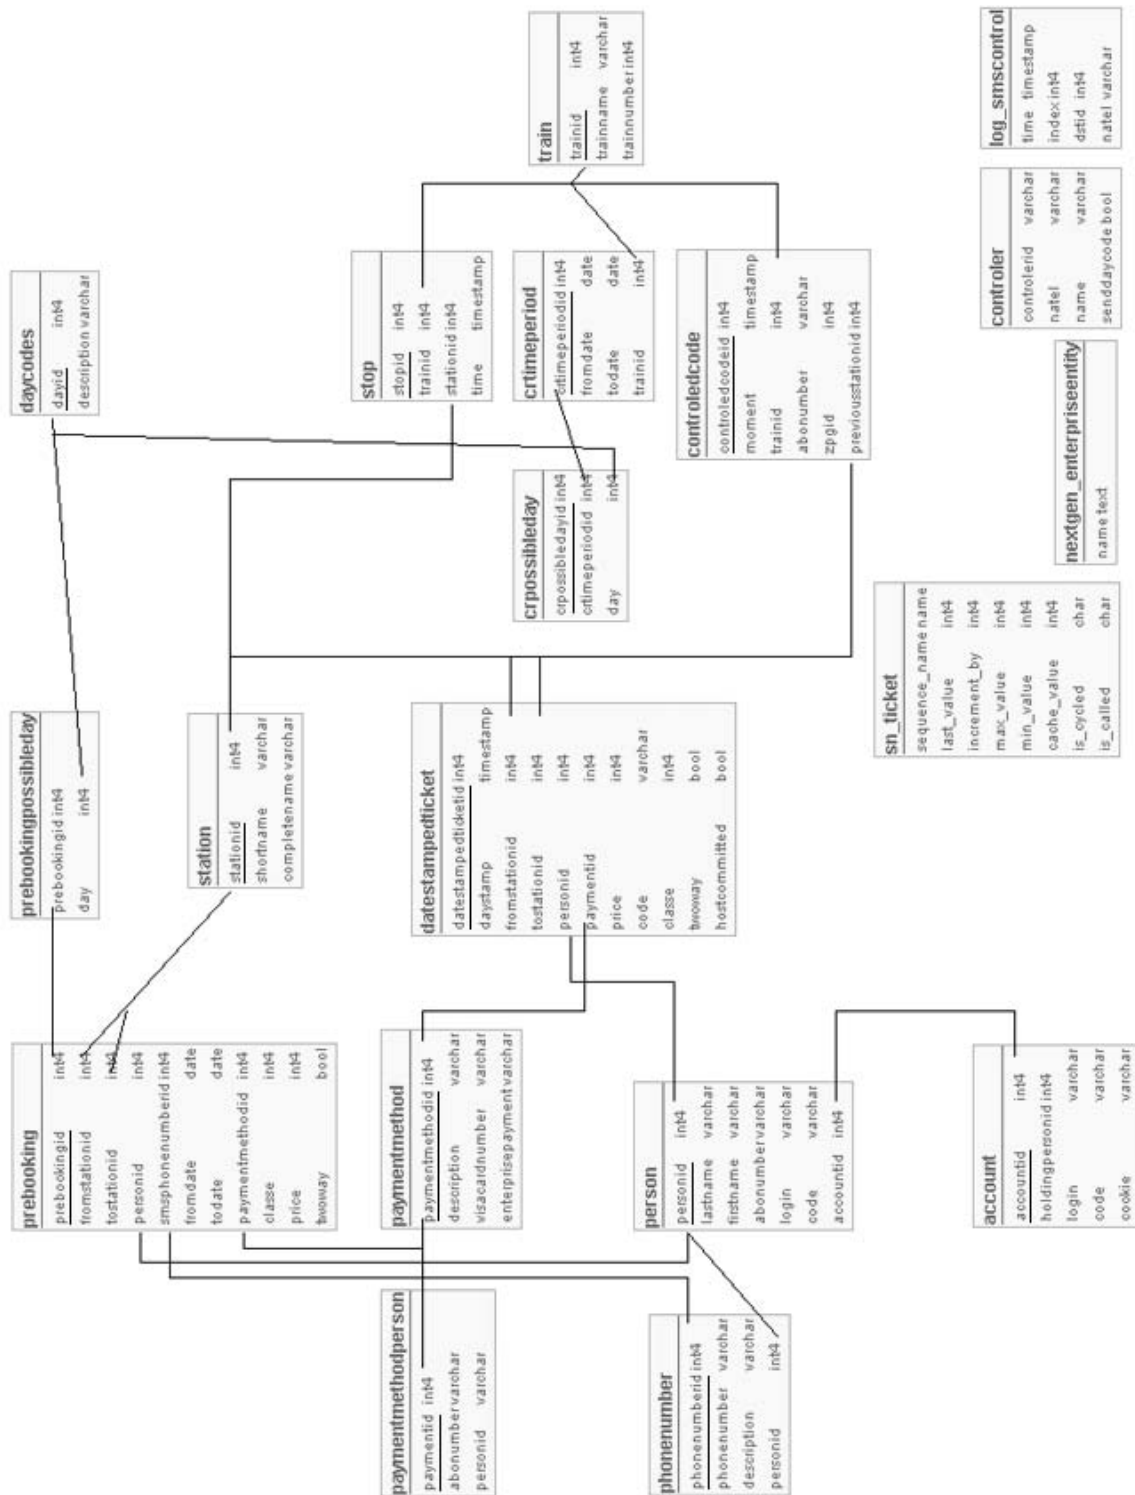 prebooking
prebookingid int4
fromstationid int4
tostationid int4
personid int4
smsphonenumberid int4
fromdate date
todate date
paymentmethodid int4
classe int4
price int4
twoway bool
prebookingpossibleday
prebookingid int4
day int4
daycodes
dayid int4
description varchar
station
stationid int4
shortname varchar
completename varchar
stop
stopid int4
trainid int4
stationid int4
time timestamp
train
trainid int4
trainname varchar
trainnumber int4
paymentmethodperson
paymentid int4
abonumber varchar
personid varchar
paymentmethod
paymentmethodid int4
description varchar
visacardnumber varchar
enterprisepayment varchar
datestampedticket
datestampedticketid int4
daystamp timestamp
fromstationid int4
tostationid int4
personid int4
paymentid int4
price int4
code varchar
classe int4
twoway bool
hostcommitted bool
crpossibleday
crpossibledayid int4
crtimeperiodid int4
day int4
crtimeperiod
crtimeperiodid int4
fromdate date
todate date
trainid int4
phonenumber
phonenumberid int4
phonenumber varchar
description varchar
personid int4
person
personid int4
lastname varchar
firstname varchar
abonumber varchar
login varchar
code varchar
accountid int4
controledcode
controledcodeid int4
moment timestamp
trainid int4
abonumber varchar
zpgid int4
previousstationid int4
account
accountid int4
holdingpersonid int4
login varchar
code varchar
cookie varchar
sn_ticket
sequence_name name
last_value int4
increment_by int4
max_value int4
min_value int4
cache_value int4
is_cycled char
is_called char
nextgen_enterpriseentity
name text
controler
controlerid varchar
natel varchar
name varchar
senddaycode bool
log_smscontrol
time timestamp
index int4
dstid int4
natel varchar